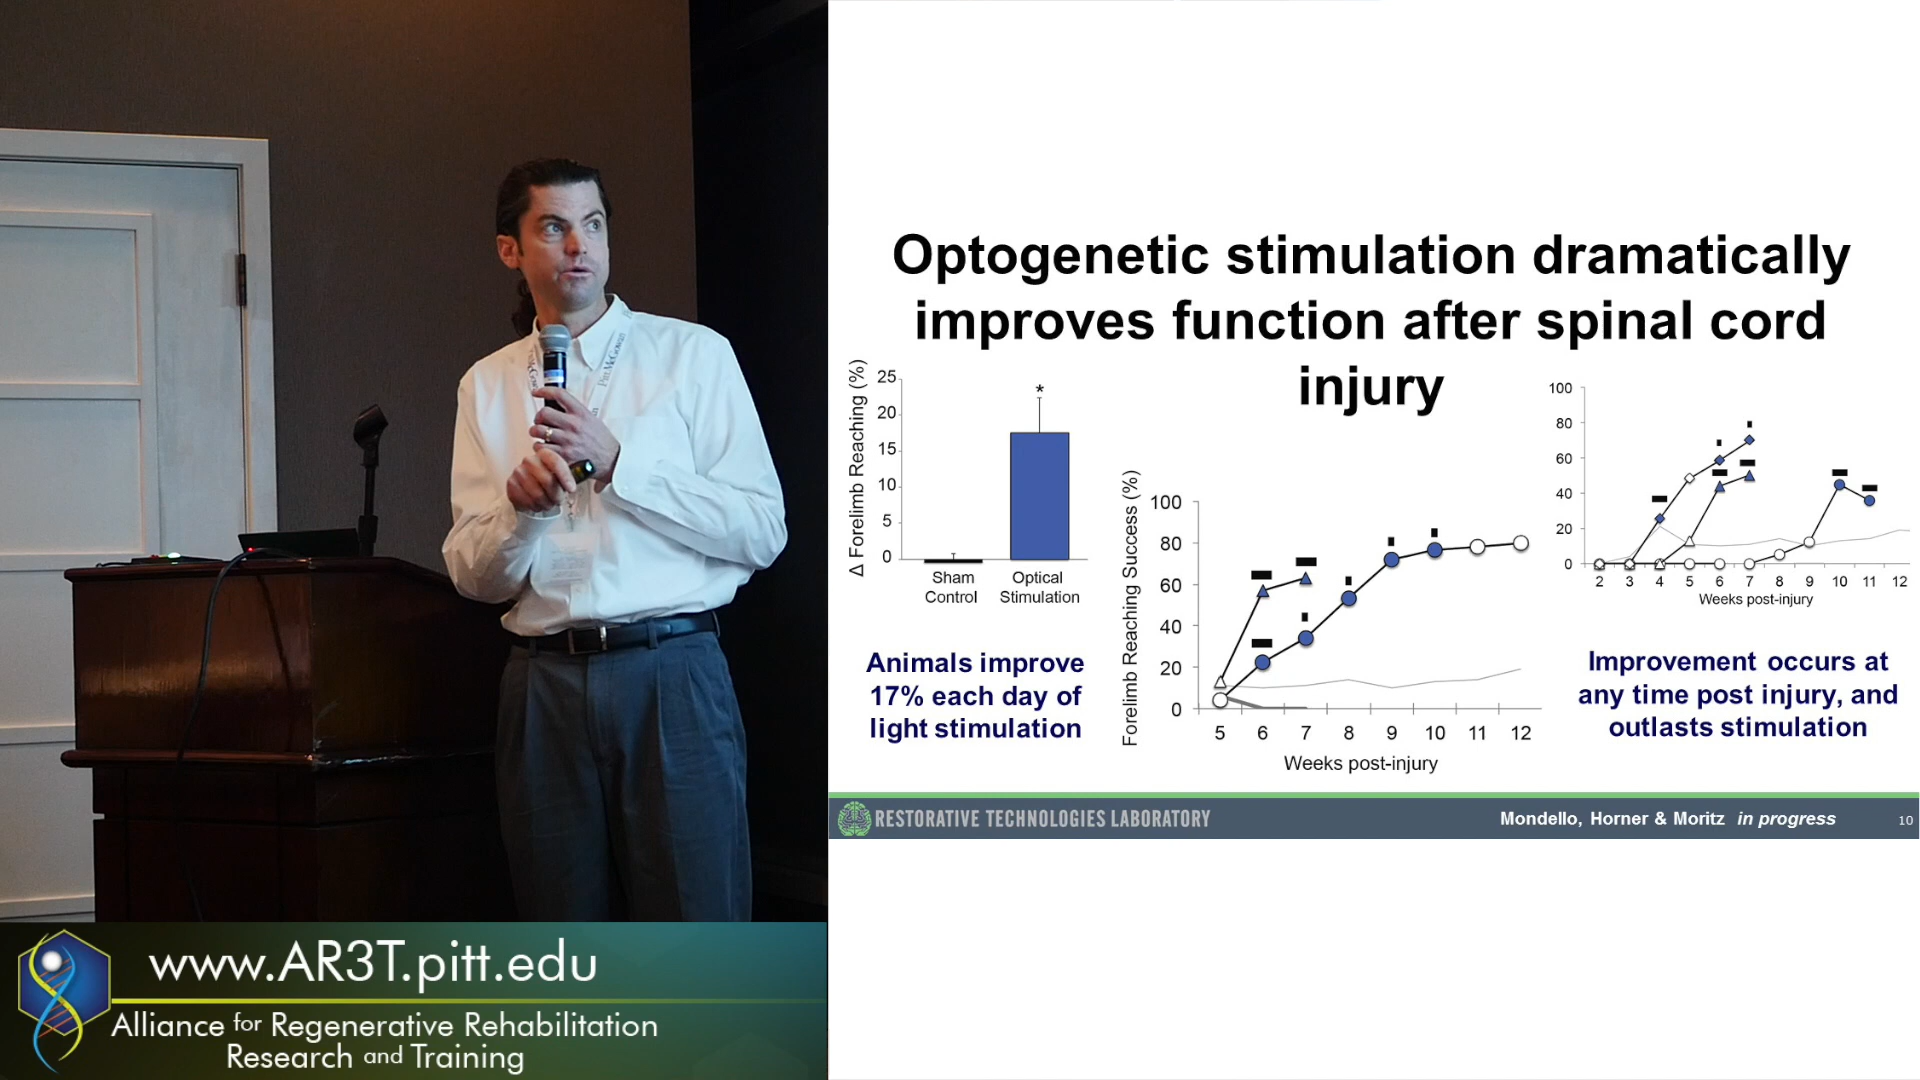 Optogenetic stimulation dramatically
improves function after spinal cord
injury
Δ Forelimb Reaching (%)
25
20
15
10
5
0
*
Sham
Control
Optical
Stimulation
Animals improve
17% each day of
light stimulation
Forelimb Reaching Success (%)
100
80
60
40
20
0
5 6 7 8 9 10 11 12
Weeks post-injury
100
80
60
40
20
0
2 3 4 5 6 7 8 9 10 11 12
Weeks post-injury
Improvement occurs at
any time post injury, and
outlasts stimulation
RESTORATIVE TECHNOLOGIES LABORATORY
Mondello, Horner & Moritz in progress
10
www.AR3T.pitt.edu
Alliance for Regenerative Rehabilitation
Research and Training